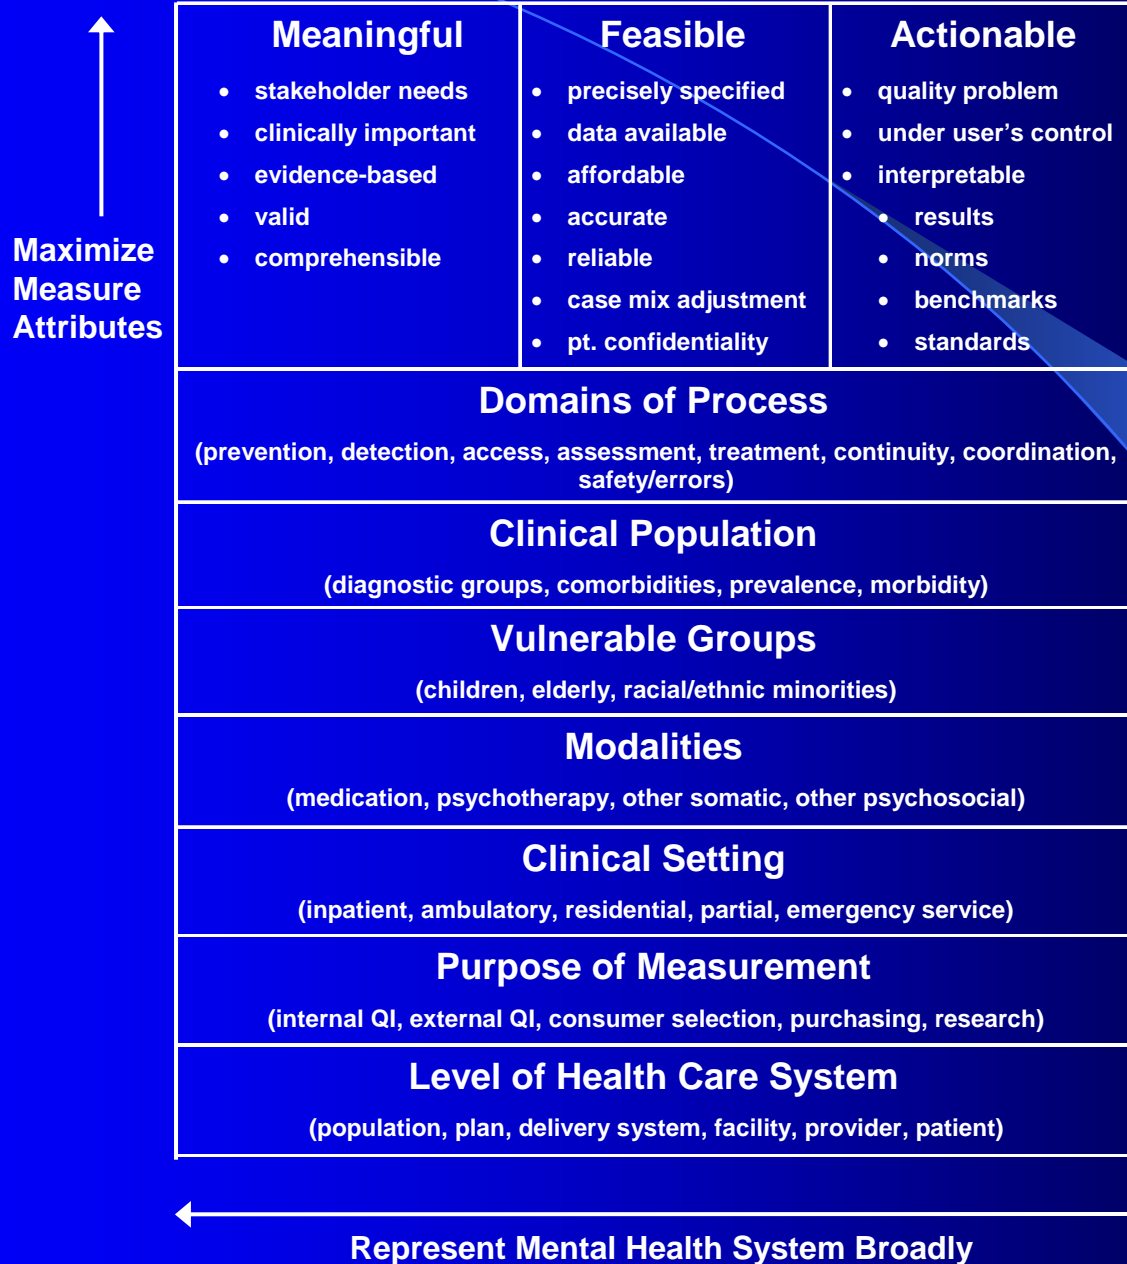 Maximize
Measure
Attributes
Meaningful
• stakeholder needs
• clinically important
• evidence-based
• valid
• comprehensible
Feasible
• precisely specified
• data available
• affordable
• accurate
• reliable
• case mix adjustment
• pt. confidentiality
Actionable
• quality problem
• under user’s control
• interpretable
• results
• norms
• benchmarks
• standards
Domains of Process
(prevention, detection, access, assessment, treatment, continuity, coordination,
safety/errors)
Clinical Population
(diagnostic groups, comorbidities, prevalence, morbidity)
Vulnerable Groups
(children, elderly, racial/ethnic minorities)
Modalities
(medication, psychotherapy, other somatic, other psychosocial)
Clinical Setting
(inpatient, ambulatory, residential, partial, emergency service)
Purpose of Measurement
(internal QI, external QI, consumer selection, purchasing, research)
Level of Health Care System
(population, plan, delivery system, facility, provider, patient)
Represent Mental Health System Broadly